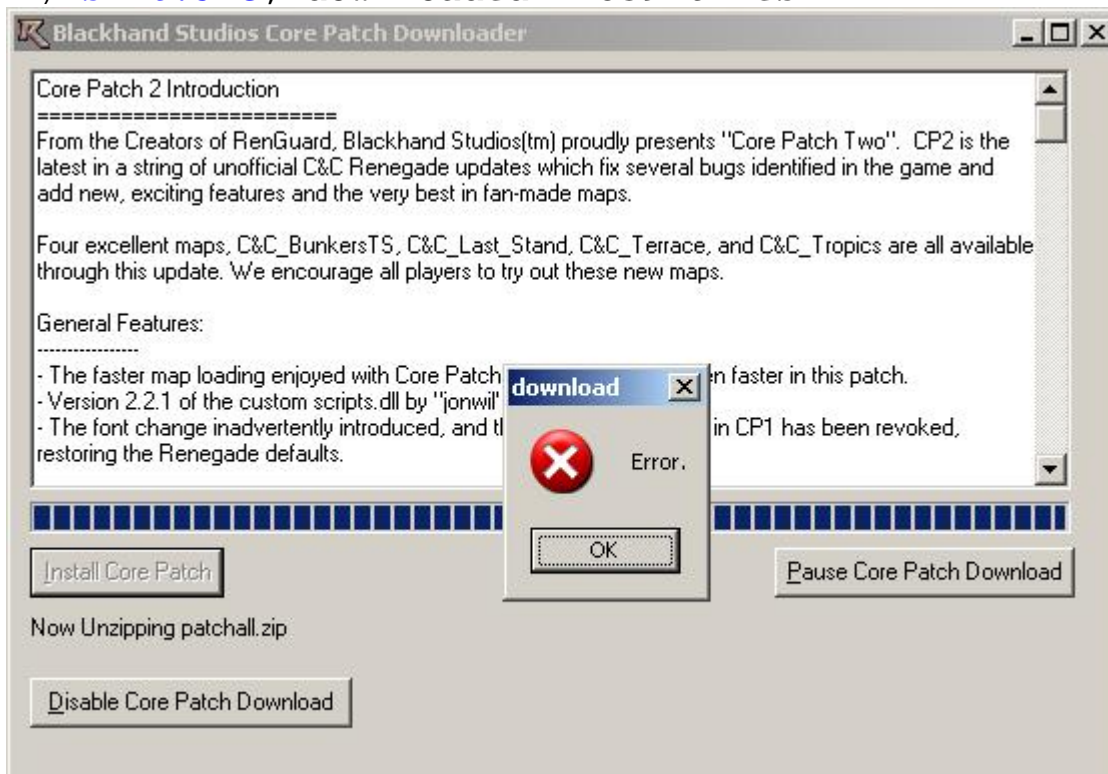 Blackhand Studios Core Patch Downloader
Core Patch 2 Introduction
==========================
From the Creators of RenGuard, Blackhand Studios(tm) proudly presents "Core Patch Two". CP2 is the
latest in a string of unofficial C&C Renegade updates which fix several bugs identified in the game and
add new, exciting features and the very best in fan-made maps.
Four excellent maps, C&C_BunkersTS, C&C_Last_Stand, C&C_Terrace, and C&C_Tropics are all available
through this update. We encourage all players to try out these new maps.
General Features:
-----------------
- The faster map loading enjoyed with Core Patch n faster in this patch.
- Version 2.2.1 of the custom scripts.dll by "jonwil"
- The font change inadvertently introduced, and in CP1 has been revoked,
restoring the Renegade defaults.
download
Error.
OK
Install Core Patch
Pause Core Patch Download
Now Unzipping patchall.zip
Disable Core Patch Download